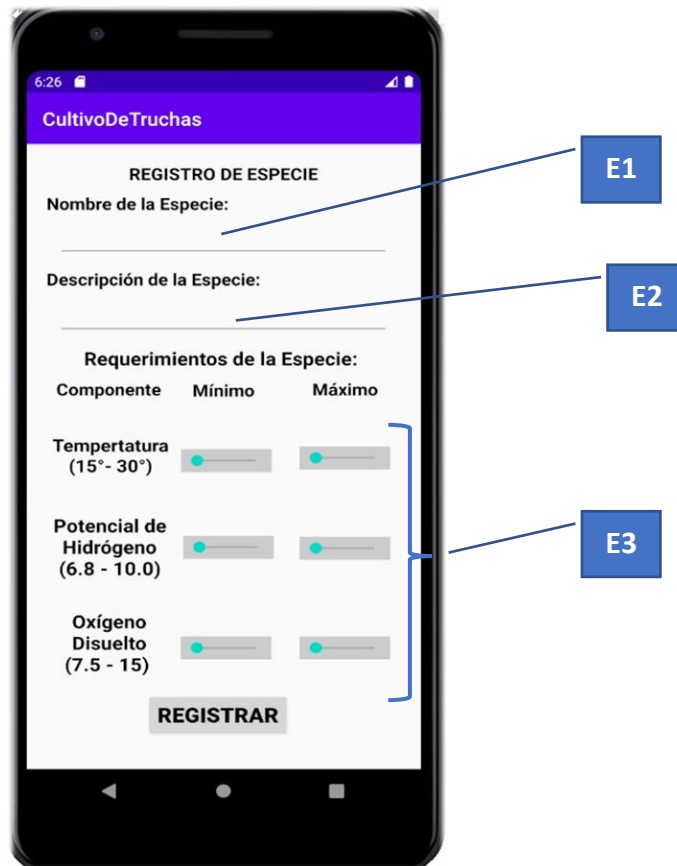 6:26
CultivoDeTruchas
REGISTRO DE ESPECIE
Nombre de la Especie:
E1
Descripción de la Especie:
E2
Requerimientos de la Especie:
Componente Mínimo Máximo
Tempertatura
(15°- 30°)
Potencial de
Hidrógeno
(6.8 - 10.0)
E3
Oxígeno
Disuelto
(7.5 - 15)
REGISTRAR